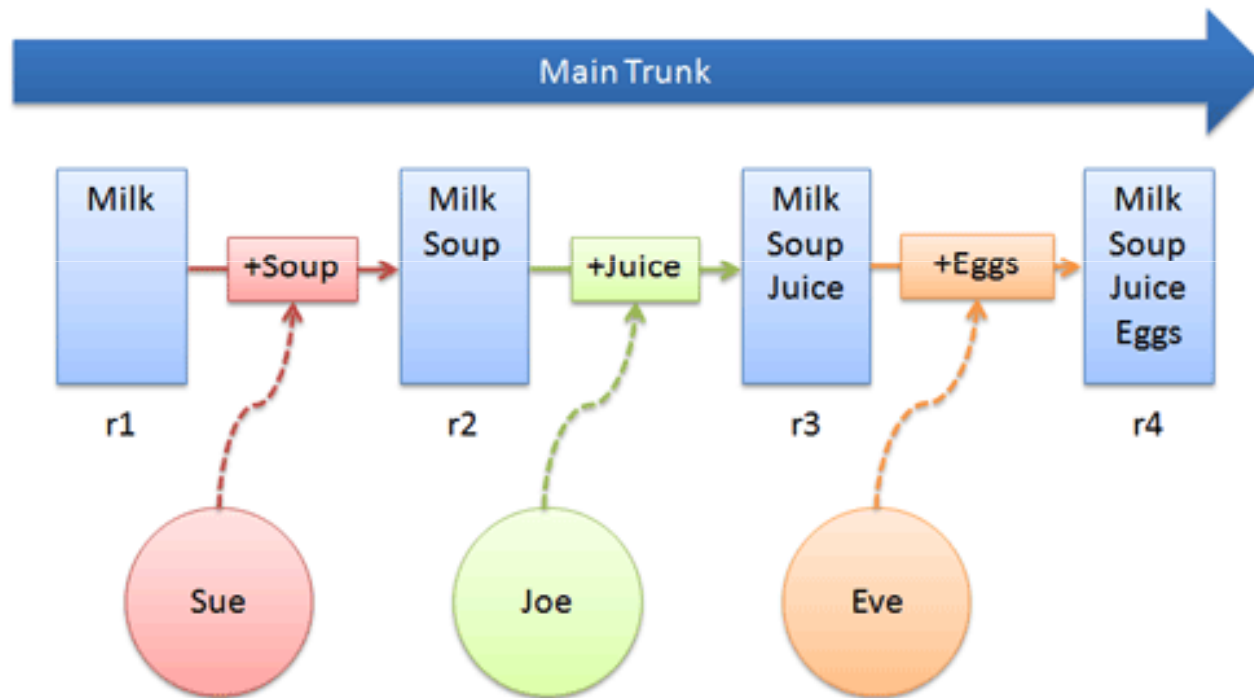 Main Trunk
Milk
+Soup
Milk
Soup
+Juice
Milk
Soup
Juice
+Eggs
Milk
Soup
Juice
Eggs
r1
r2
r3
r4
Sue
Joe
Eve